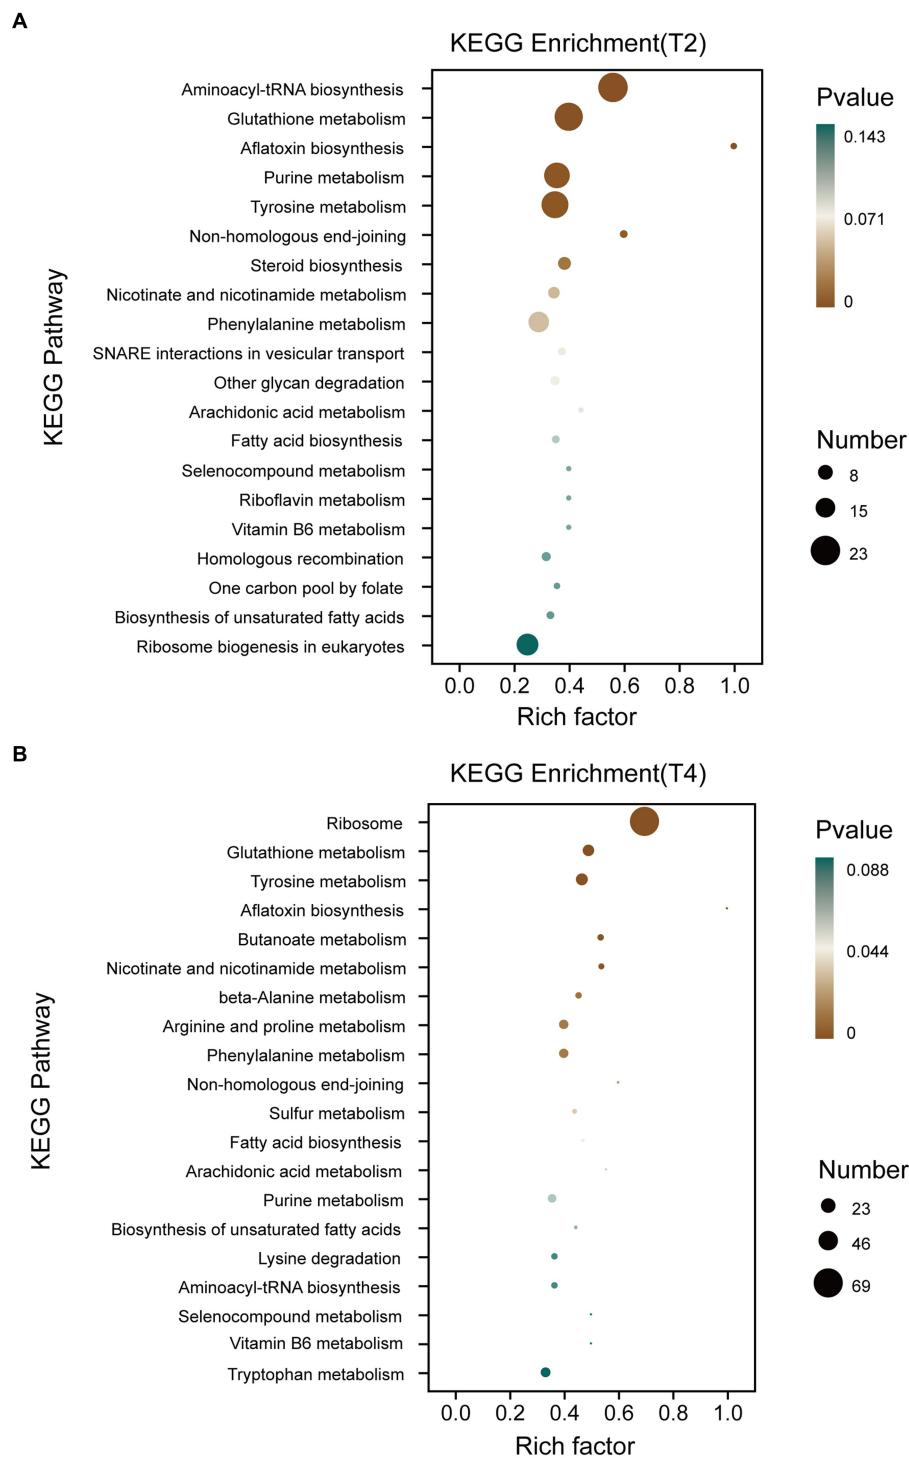 A
KEGG Enrichment(T2)
KEGG Pathway
Aminoacyl-tRNA biosynthesis
Glutathione metabolism
Aflatoxin biosynthesis
Purine metabolism
Tyrosine metabolism
Non-homologous end-joining
Steroid biosynthesis
Nicotinate and nicotinamide metabolism
Phenylalanine metabolism
SNARE interactions in vesicular transport
Other glycan degradation
Arachidonic acid metabolism
Fatty acid biosynthesis
Selenocompound metabolism
Riboflavin metabolism
Vitamin B6 metabolism
Homologous recombination
One carbon pool by folate
Biosynthesis of unsaturated fatty acids
Ribosome biogenesis in eukaryotes
0.0 0.2 0.4 0.6 0.8 1.0
Rich factor
Pvalue
0.143
0.071
0
Number
8
15
23
B
KEGG Enrichment(T4)
KEGG Pathway
Ribosome
Glutathione metabolism
Tyrosine metabolism
Aflatoxin biosynthesis
Butanoate metabolism
Nicotinate and nicotinamide metabolism
beta-Alanine metabolism
Arginine and proline metabolism
Phenylalanine metabolism
Non-homologous end-joining
Sulfur metabolism
Fatty acid biosynthesis
Arachidonic acid metabolism
Purine metabolism
Biosynthesis of unsaturated fatty acids
Lysine degradation
Aminoacyl-tRNA biosynthesis
Selenocompound metabolism
Vitamin B6 metabolism
Tryptophan metabolism
0.0 0.2 0.4 0.6 0.8 1.0
Rich factor
Pvalue
0.088
0.044
0
Number
23
46
69